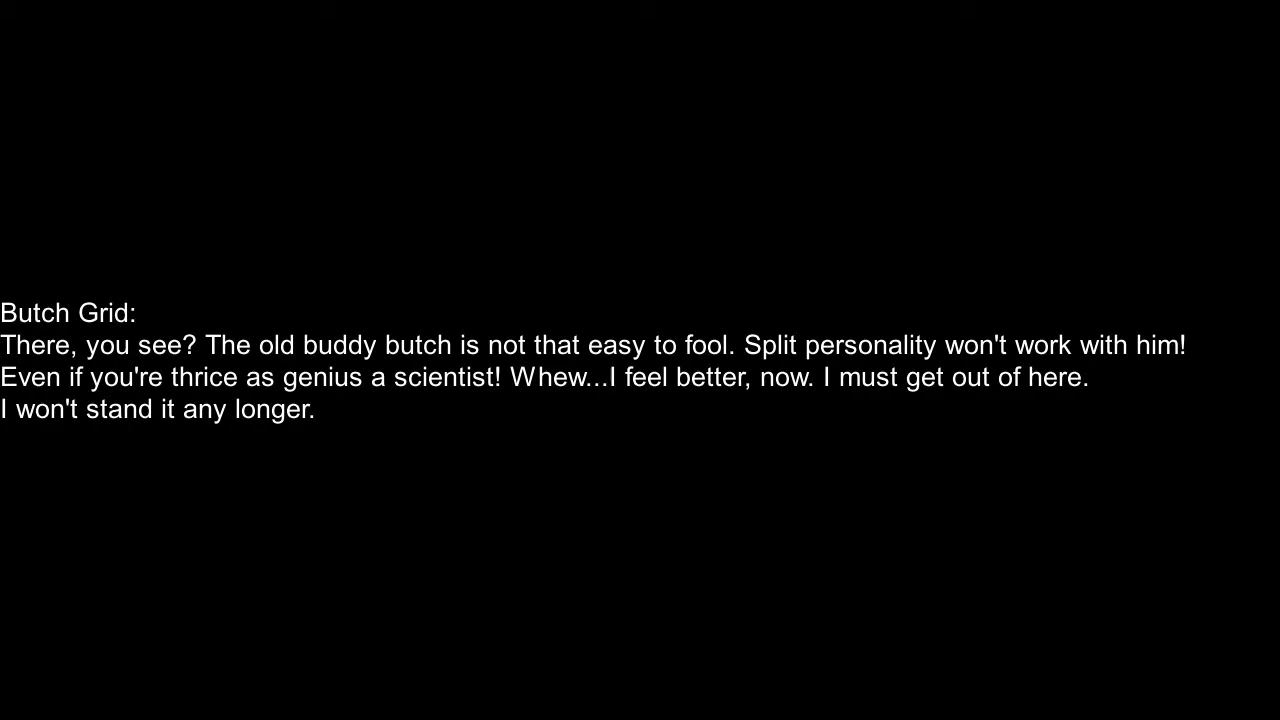 Butch Grid:
There, you see? The old buddy butch is not that easy to fool. Split personality won't work with him!
Even if you're thrice as genius a scientist! Whew...I feel better, now. I must get out of here.
I won't stand it any longer.